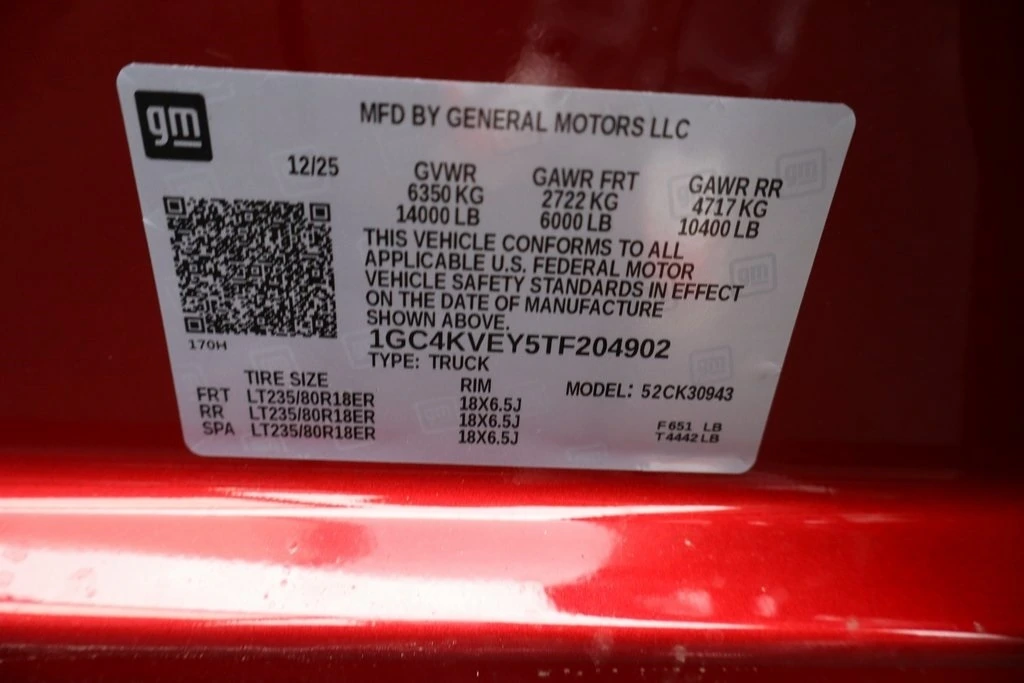 gm
MFD BY GENERAL MOTORS LLC
12/25
GVWR GAWR FRT GAWR RR
6350 KG 2722 KG 4717 KG
14000 LB 6000 LB 10400 LB
THIS VEHICLE CONFORMS TO ALL
APPLICABLE U.S. FEDERAL MOTOR
VEHICLE SAFETY STANDARDS IN EFFECT
ON THE DATE OF MANUFACTURE
SHOWN ABOVE.
170H
1GC4KVEY5TF204902
TYPE: TRUCK
TIRE SIZE RIM MODEL: 52CK30943
FRT LT235/80R18ER 18X6.5J
RR LT235/80R18ER 18X6.5J
SPA LT235/80R18ER 18X6.5J
F651 LB
T4442LB